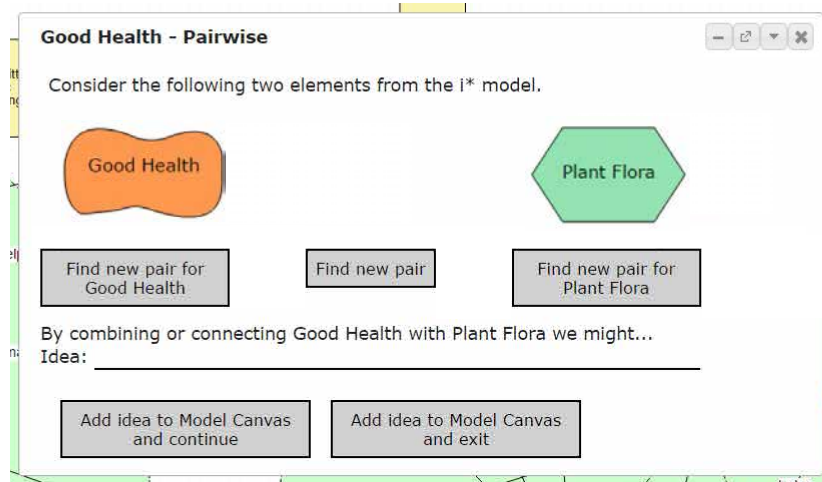 Good Health - Pairwise
Consider the following two elements from the i* model.
Good Health
Plant Flora
Find new pair for
Good Health
Find new pair
Find new pair for
Plant Flora
By combining or connecting Good Health with Plant Flora we might...
Idea:
Add idea to Model Canvas
and continue
Add idea to Model Canvas
and exit